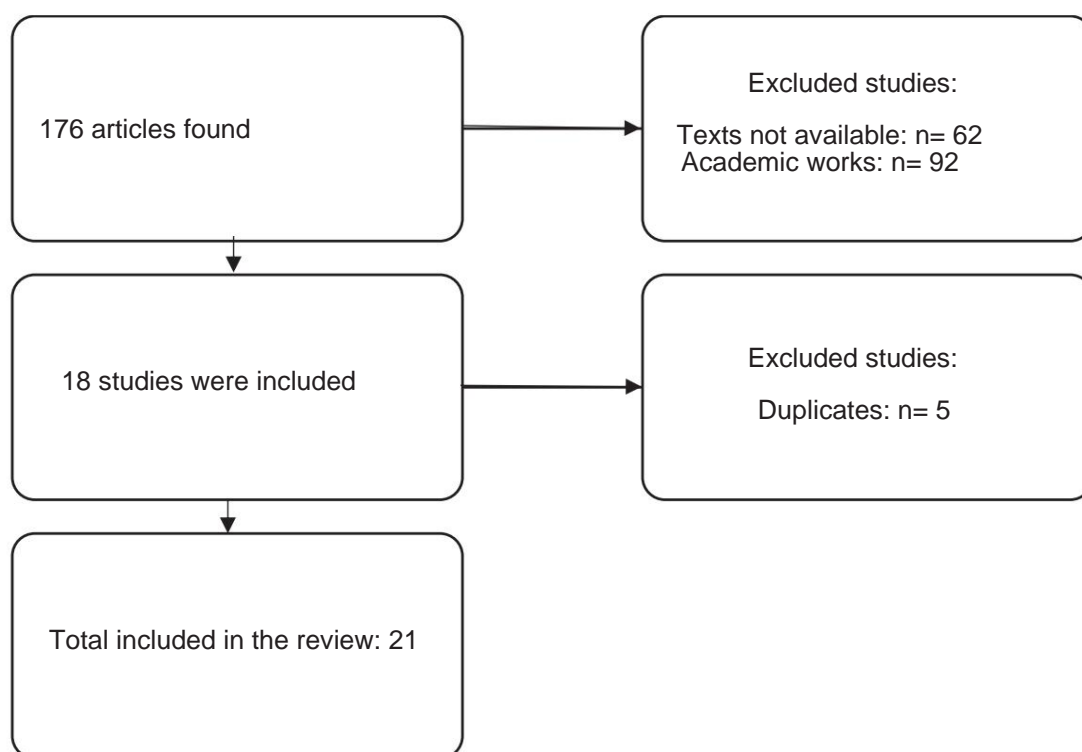 176 articles found
Excluded studies:
Texts not available: n= 62
Academic works: n= 92
18 studies were included
Excluded studies:
Duplicates: n= 5
Total included in the review: 21